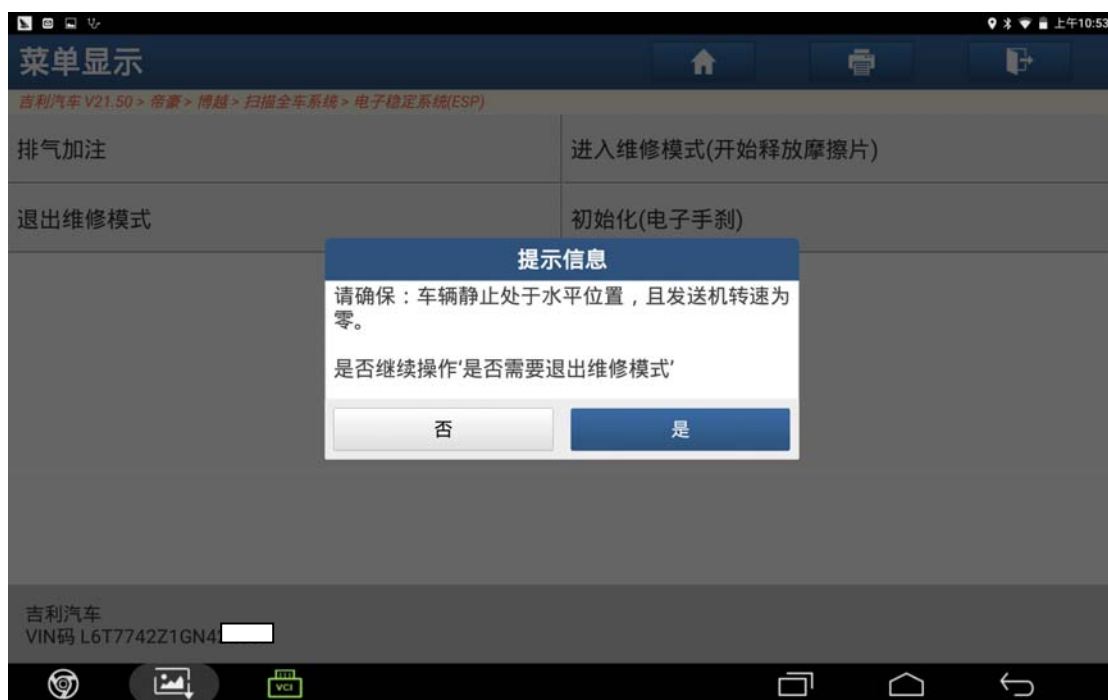 上午10:53
菜单显示
吉利汽车 V21.50 > 帝豪 > 博越 > 扫描全车系统 > 电子稳定系统(ESP)
排气加注
进入维修模式(开始释放摩擦片)
退出维修模式
初始化(电子手刹)
提示信息
请确保：车辆静止处于水平位置，且发送机转速为
零。
是否继续操作'是否需要退出维修模式'
否
是
吉利汽车
VIN码 L6T7742Z1GN4
VCI